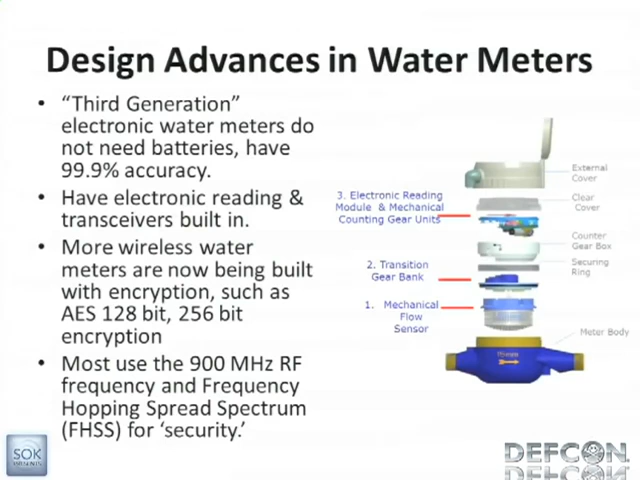 Design Advances in Water Meters
• “Third Generation”
electronic water meters do
not need batteries, have
99.9% accuracy.
• Have electronic reading &
transceivers built in.
• More wireless water
meters are now being built
with encryption, such as
AES 128 bit, 256 bit
encryption
• Most use the 900 MHz RF
frequency and Frequency
Hopping Spread Spectrum
(FHSS) for ‘security.’
3. Electronic Reading
Module & Mechanical
Counting Gear Units
2. Transition
Gear Bank
1. Mechanical
Flow
Sensor
External
Cover
Clear
Cover
Counter
Gear Box
Securing
Ring
Meter Body
SOK
DEFCON